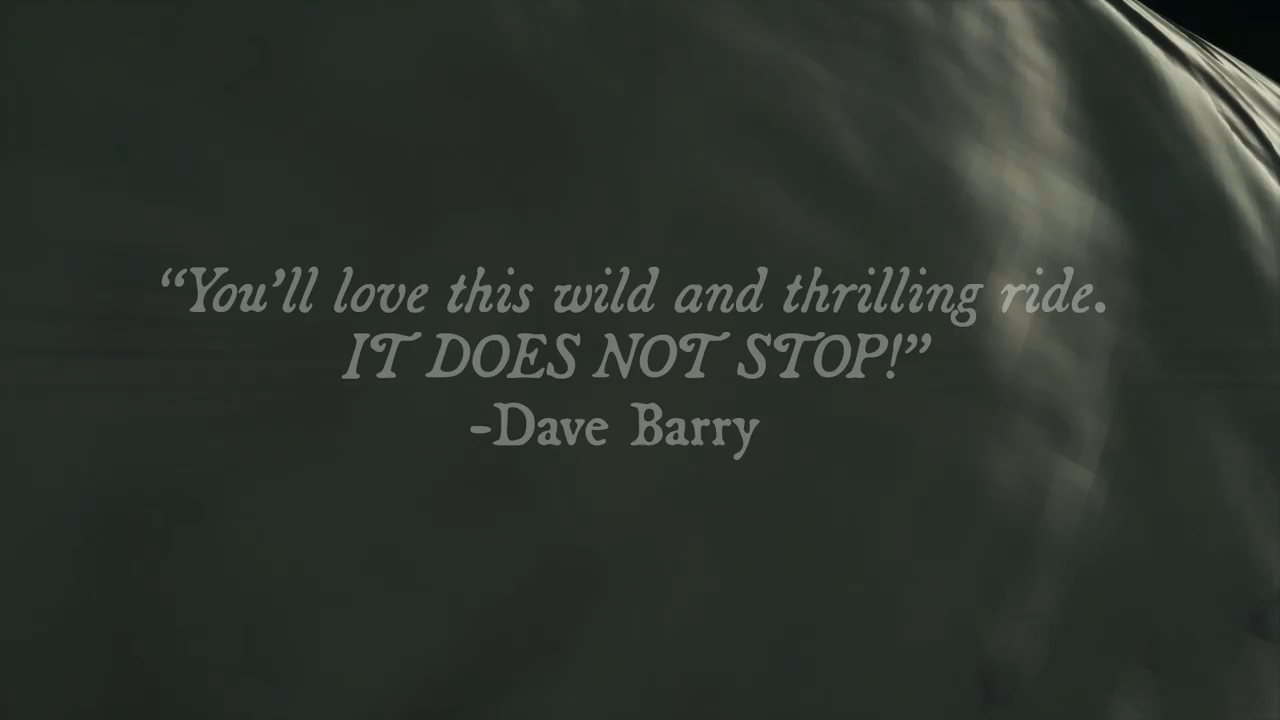 “You’ll love this wild and thrilling ride.
IT DOES NOT STOP!”
-Dave Barry